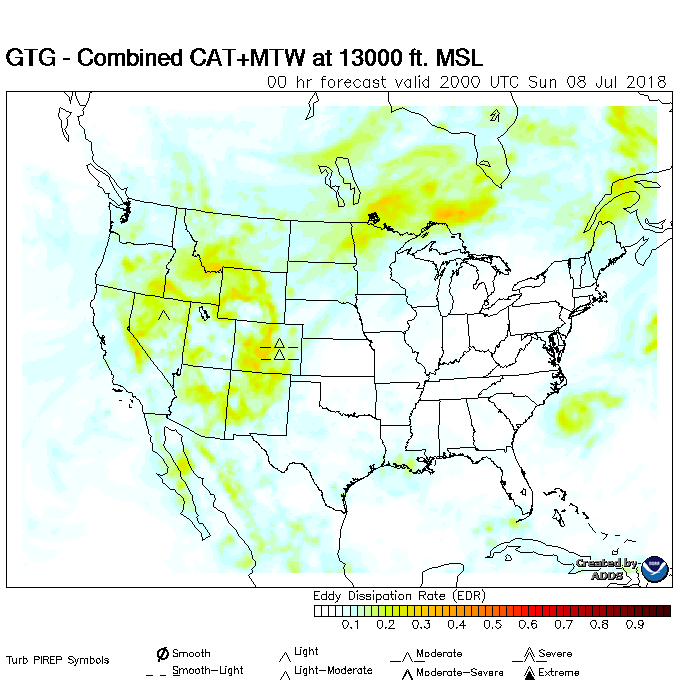 GTG - Combined CAT+MTW at 13000 ft. MSL
00 hr forecast valid 2000 UTC Sun 08 Jul 2018
Created by
ADDS
Eddy Dissipation Rate (EDR)
0.1 0.2 0.3 0.4 0.5 0.6 0.7 0.8 0.9
Turb PIREP Symbols
Smooth Light Moderate Severe
Smooth-Light Light-Moderate Moderate-Severe Extreme